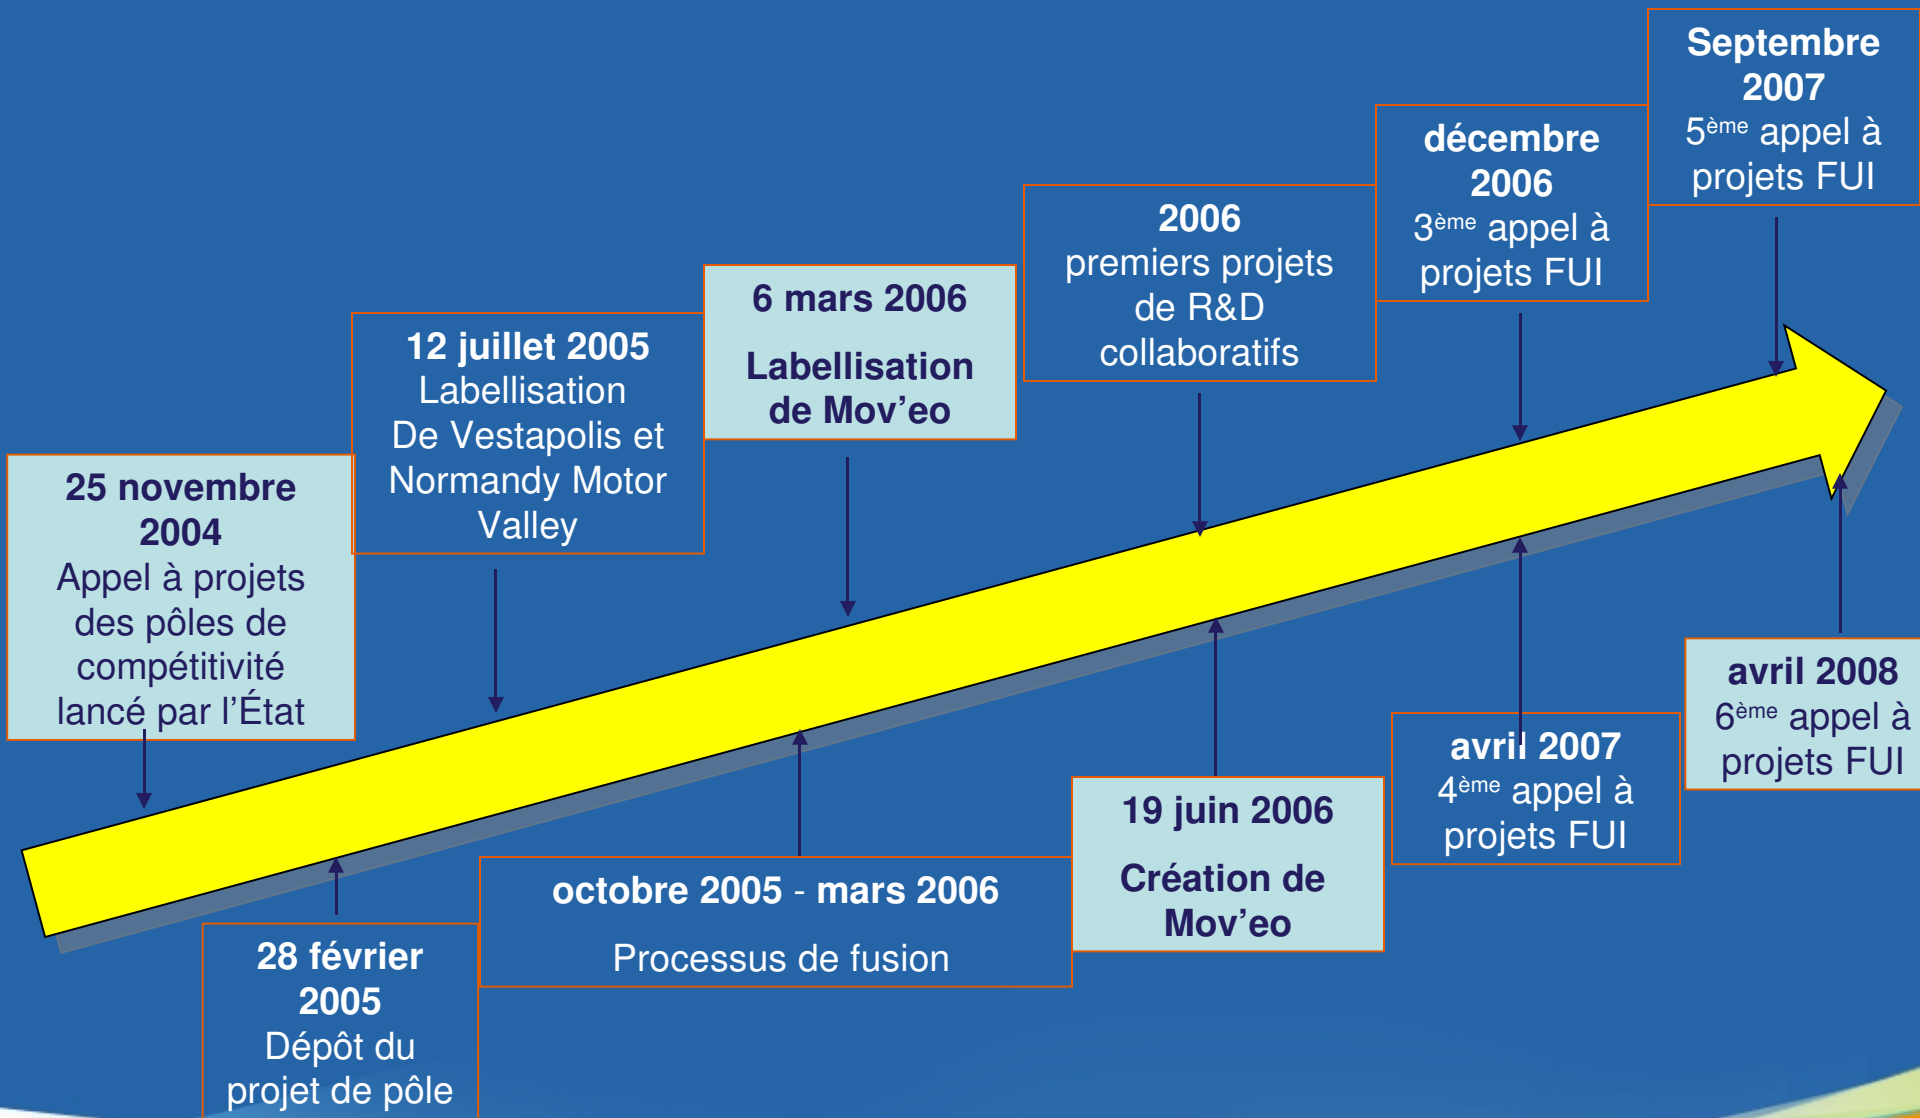 25 novembre
2004
Appel à projets
des pôles de
compétitivité
lancé par l’État
28 février
2005
Dépôt du
projet de pôle
12 juillet 2005
Labellisation
De Vestapolis et
Normandy Motor
Valley
octobre 2005 - mars 2006
Processus de fusion
6 mars 2006
Labellisation
de Mov’eo
19 juin 2006
Création de
Mov’eo
2006
premiers projets
de R&D
collaboratifs
décembre
2006
3ème appel à
projets FUI
avril 2007
4ème appel à
projets FUI
Septembre
2007
5ème appel à
projets FUI
avril 2008
6ème appel à
projets FUI